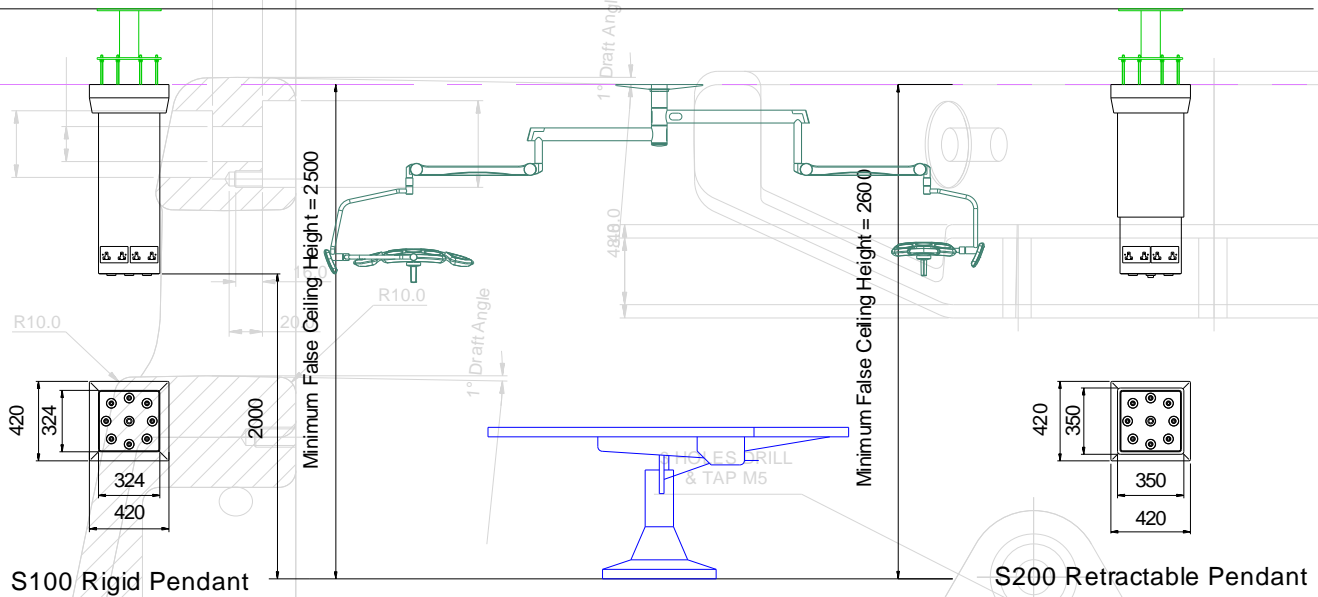 1° Draft Angle
Minimum False Ceiling Height = 2500
Minimum False Ceiling Height = 2600
R10.0
R10.0
20
1° Draft Angle
2000
420
324
324
420
420
350
350
420
HOLES DRILL
& TAP M5
S100 Rigid Pendant
S200 Retractable Pendant